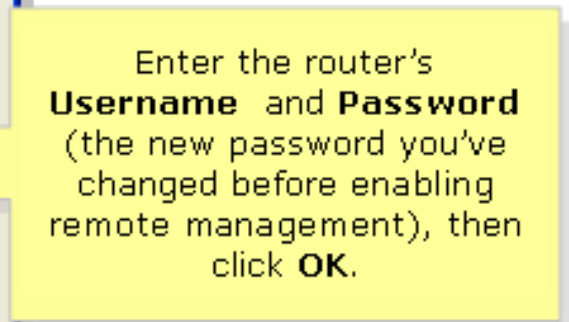 Enter the router's
Username and Password
(the new password you've
changed before enabling
remote management), then
click OK.